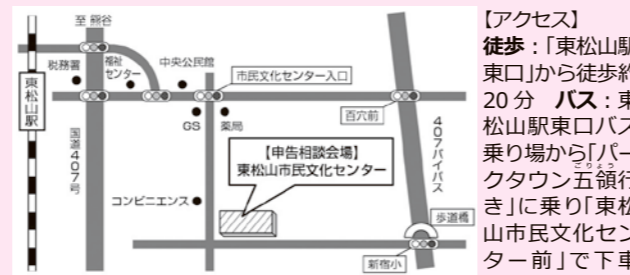 至 熊谷
税務署
福祉
センター
中央公民館
市民文化センター入口
東松山駅
国道407号
GS
薬局
百穴前
407バイパス
【申告相談会場】
東松山市民文化センター
コンビニエンス
歩道橋
新宿小
【アクセス】
徒歩：「東松山駅
東口」から徒歩約
20 分　バス：東
松山駅東口バス
乗り場から「パー
クタウン五領行
ごりょう
き」に乗り「東松
山市民文化セン
ター前」で下車